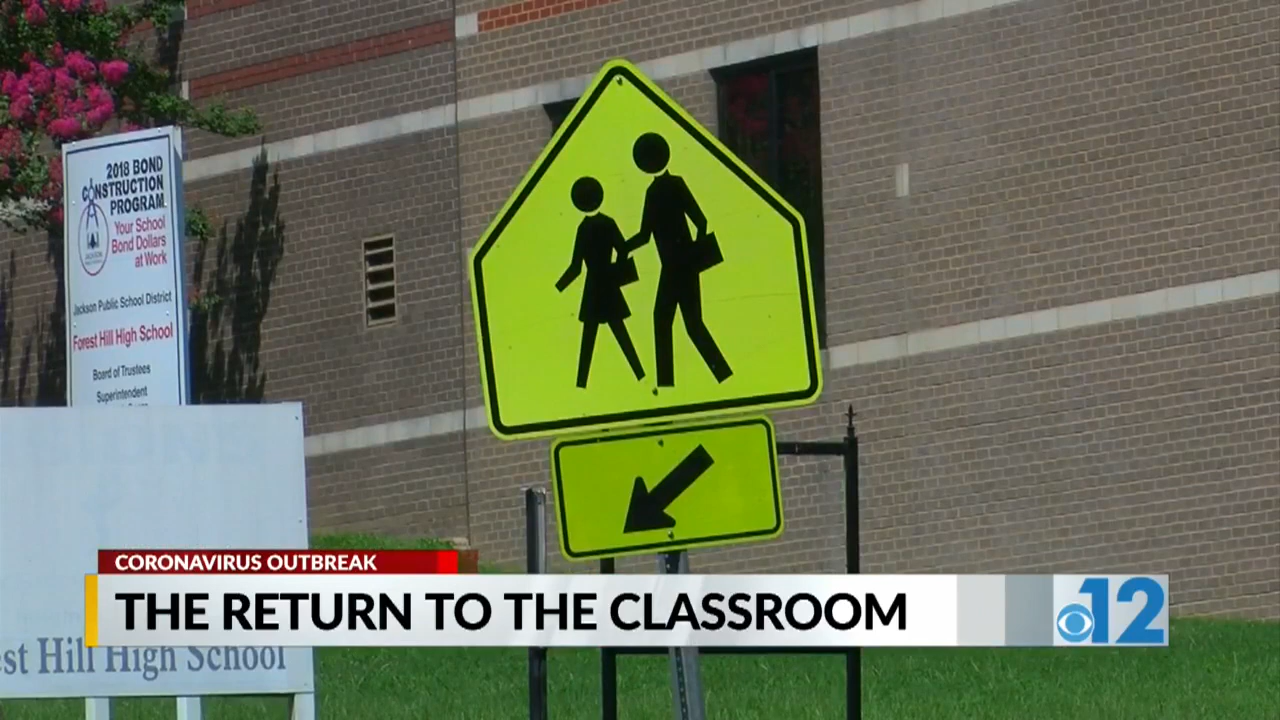 2018 BOND
CONSTRUCTION
PROGRAM
Your School
Bond Dollars
at Work
JACKSON
Jackson Public School District
Forest Hill High School
Board of Trustees
Superintendent
est Hill High School
CORONAVIRUS OUTBREAK
THE RETURN TO THE CLASSROOM
12